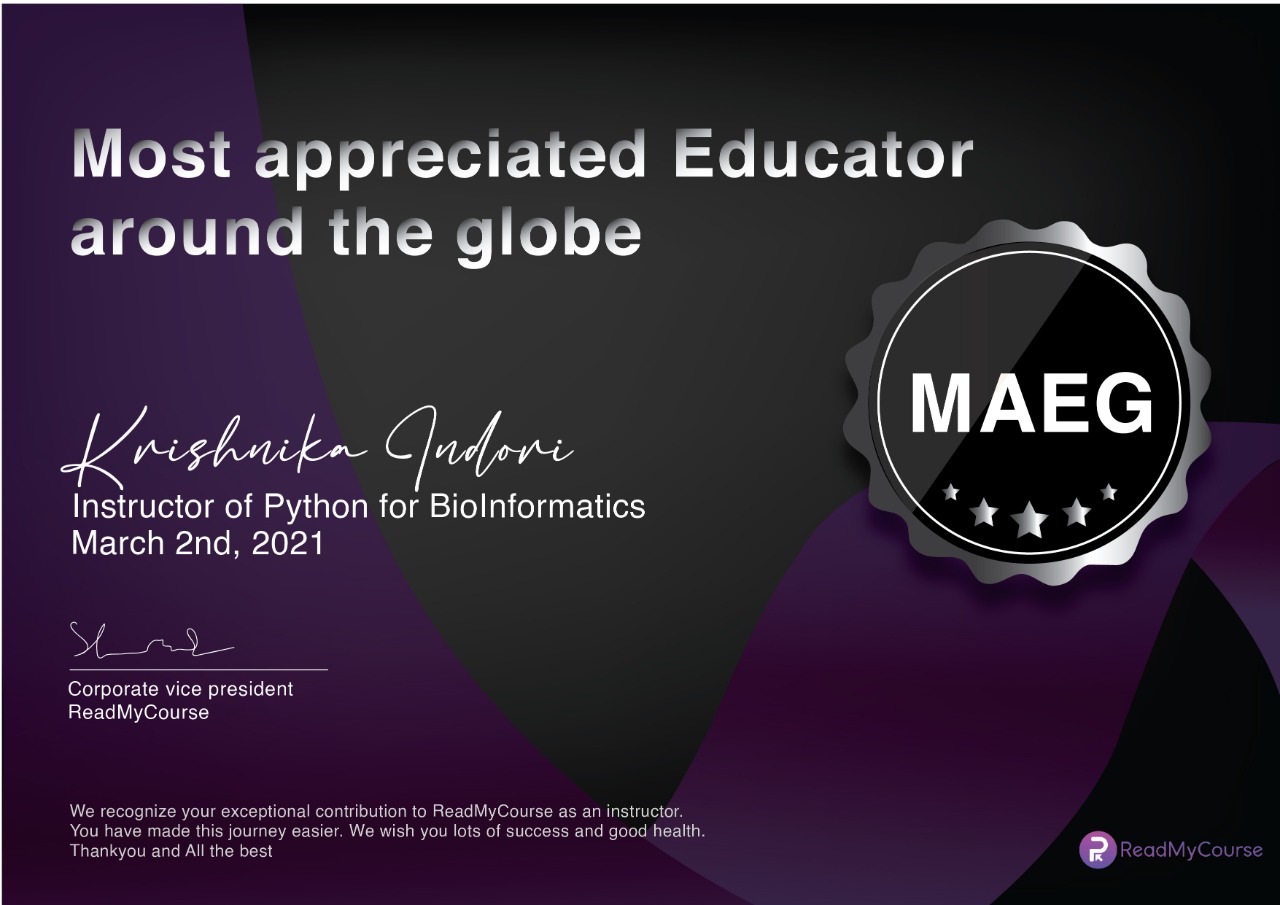 Most appreciated Educator
around the globe
MAEG
Krishnika Indori
Instructor of Python for BioInformatics
March 2nd, 2021
Corporate vice president
ReadMyCourse
We recognize your exceptional contribution to ReadMyCourse as an instructor.
You have made this journey easier. We wish you lots of success and good health.
Thankyou and All the best
ReadMyCourse